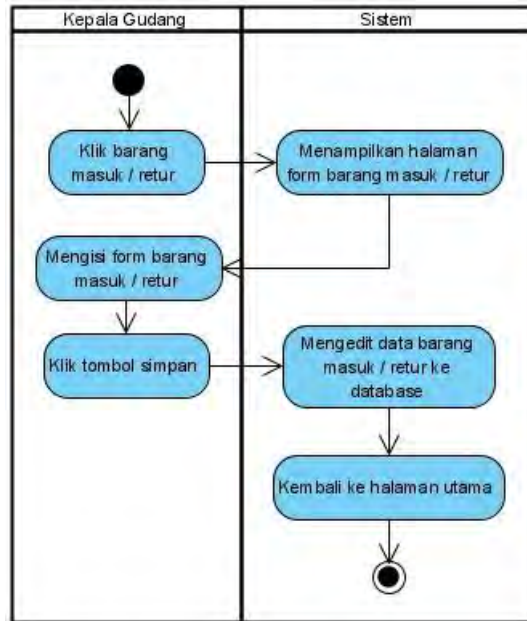 Kepala Gudang
Sistem
Klik barang
masuk / retur
Menampilkan halaman
form barang masuk / retur
Mengisi form barang
masuk / retur
Klik tombol simpan
Mengedit data barang
masuk / retur ke
database
Kembali ke halaman utama